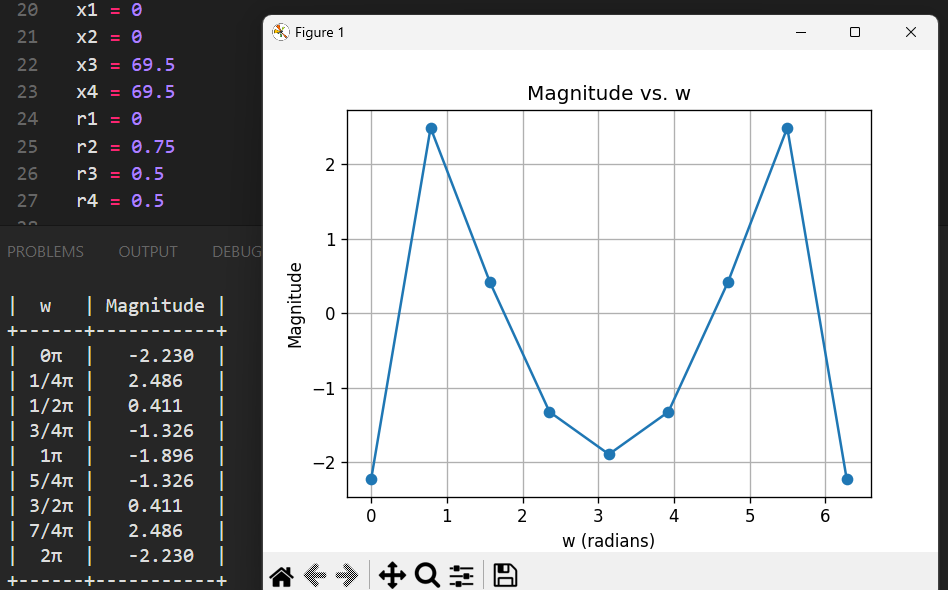 20 x1 = 0
21 x2 = 0
22 x3 = 69.5
23 x4 = 69.5
24 r1 = 0
25 r2 = 0.75
26 r3 = 0.5
27 r4 = 0.5
PROBLEMS OUTPUT DEBUG
| w | Magnitude |
+------+-----------+
| 0π | -2.230 |
| 1/4π | 2.486 |
| 1/2π | 0.411 |
| 3/4π | -1.326 |
| 1π | -1.896 |
| 5/4π | -1.326 |
| 3/2π | 0.411 |
| 7/4π | 2.486 |
| 2π | -2.230 |
+------+-----------+
Figure 1
Magnitude vs. w
Magnitude
2
1
0
−1
−2
0 1 2 3 4 5 6
w (radians)